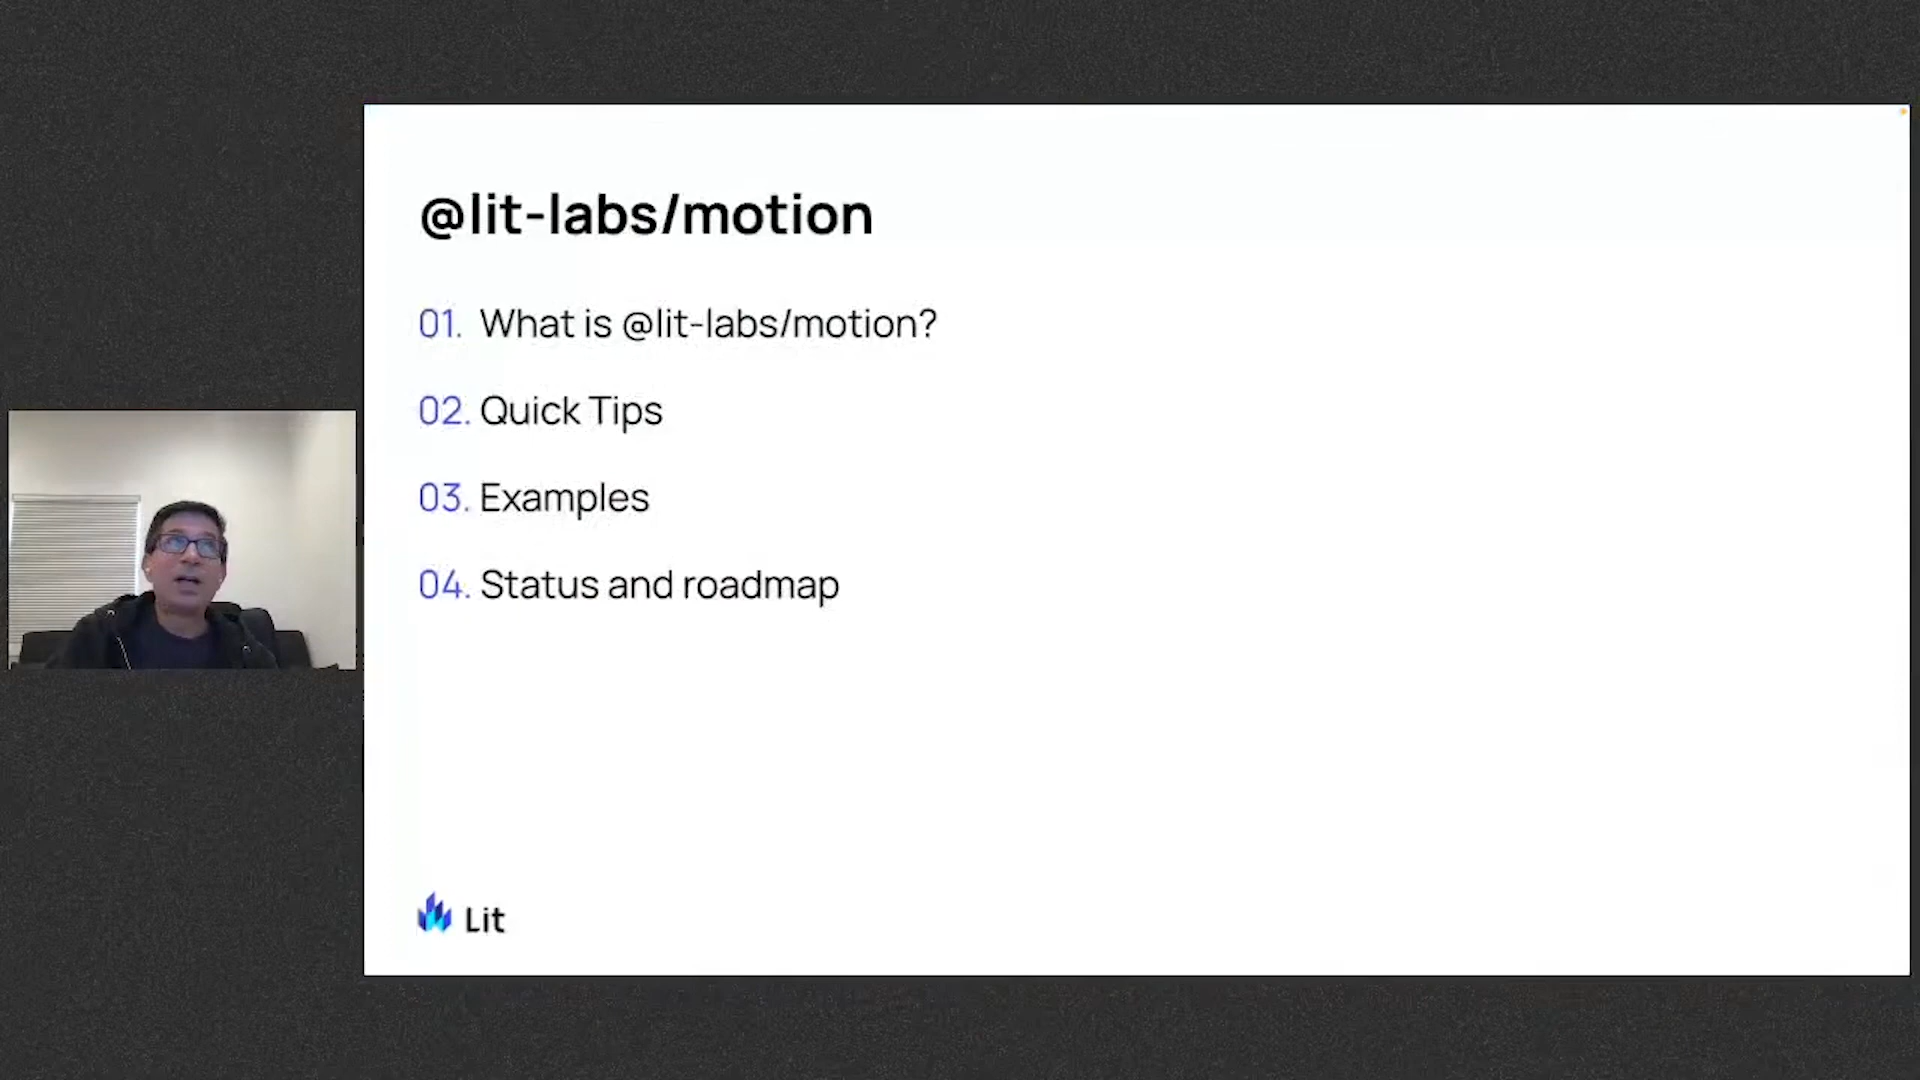 @lit-labs/motion
01. What is @lit-labs/motion?
02. Quick Tips
03. Examples
04. Status and roadmap
Lit